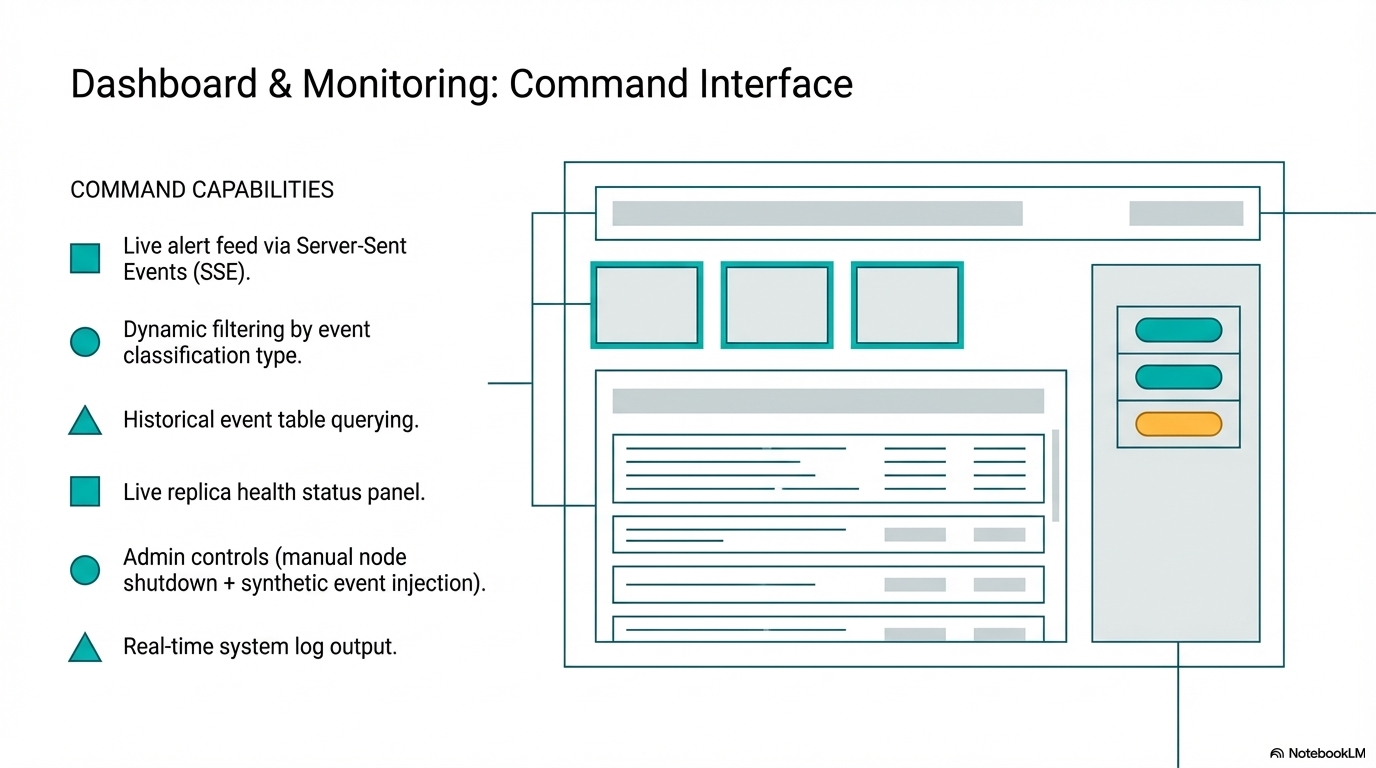 Dashboard & Monitoring: Command Interface
COMMAND CAPABILITIES
Live alert feed via Server-Sent
Events (SSE).
Dynamic filtering by event
classification type.
Historical event table querying.
Live replica health status panel.
Admin controls (manual node
shutdown + synthetic event injection).
Real-time system log output.
NotebookLM